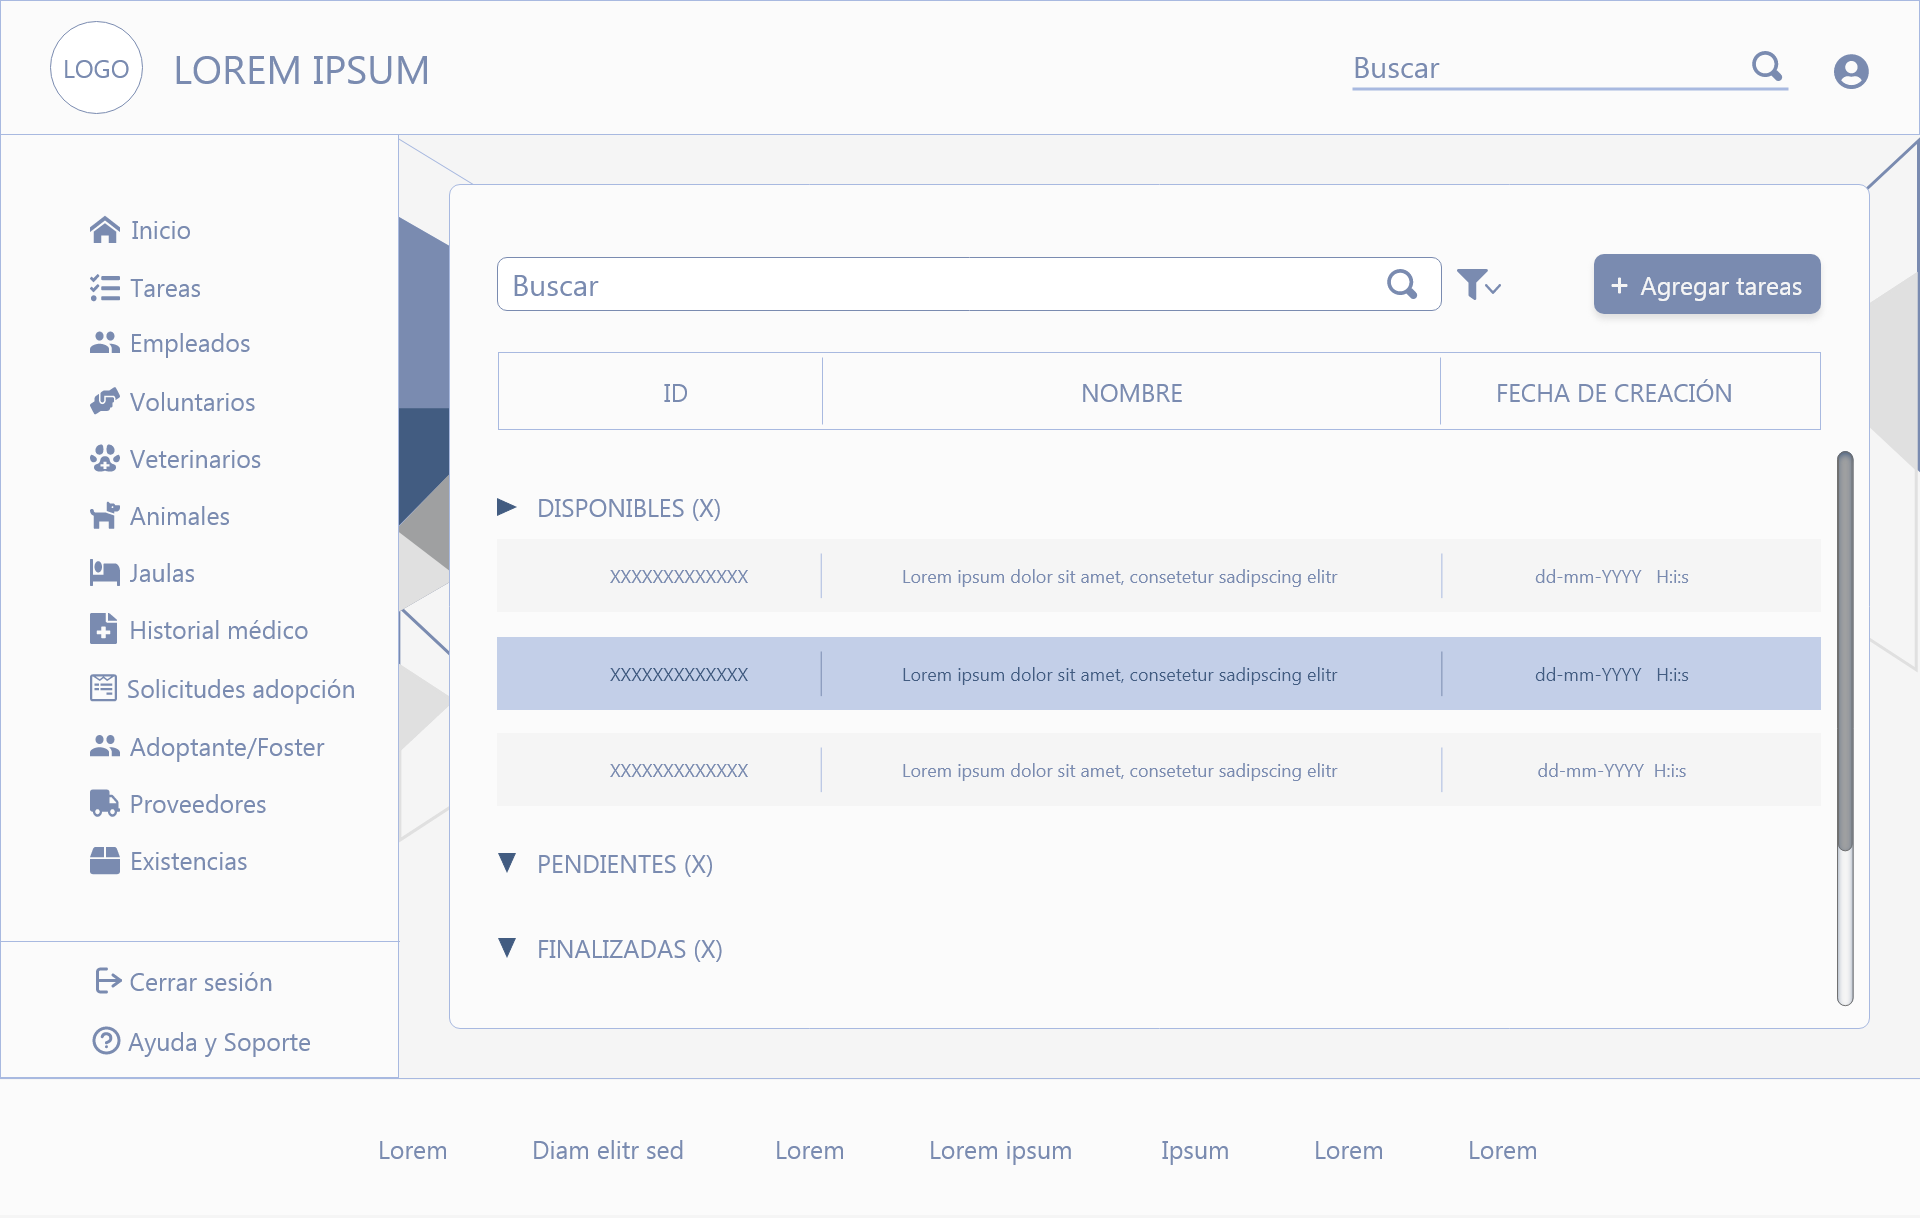 LOGO
LOREM IPSUM
Buscar
Inicio
Tareas
Empleados
Voluntarios
Veterinarios
Animales
Jaulas
Historial médico
Solicitudes adopción
Adoptante/Foster
Proveedores
Existencias
Cerrar sesión
Ayuda y Soporte
Buscar
+ Agregar tareas
ID NOMBRE FECHA DE CREACIÓN
DISPONIBLES (X)
XXXXXXXXXXXXX Lorem ipsum dolor sit amet, consetetur sadipscing elitr dd-mm-YYYY H:i:s
XXXXXXXXXXXXX Lorem ipsum dolor sit amet, consetetur sadipscing elitr dd-mm-YYYY H:i:s
XXXXXXXXXXXXX Lorem ipsum dolor sit amet, consetetur sadipscing elitr dd-mm-YYYY H:i:s
PENDIENTES (X)
FINALIZADAS (X)
Lorem Diam elitr sed Lorem Lorem ipsum Ipsum Lorem Lorem